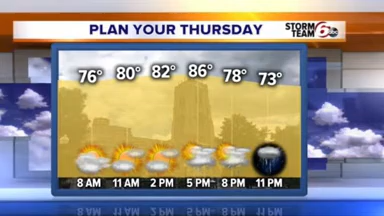 PLAN YOUR THURSDAY
STORM
TEAM 6 abc
76° 80° 82° 86° 78° 73°
8 AM 11 AM 2 PM 5 PM 8 PM 11 PM